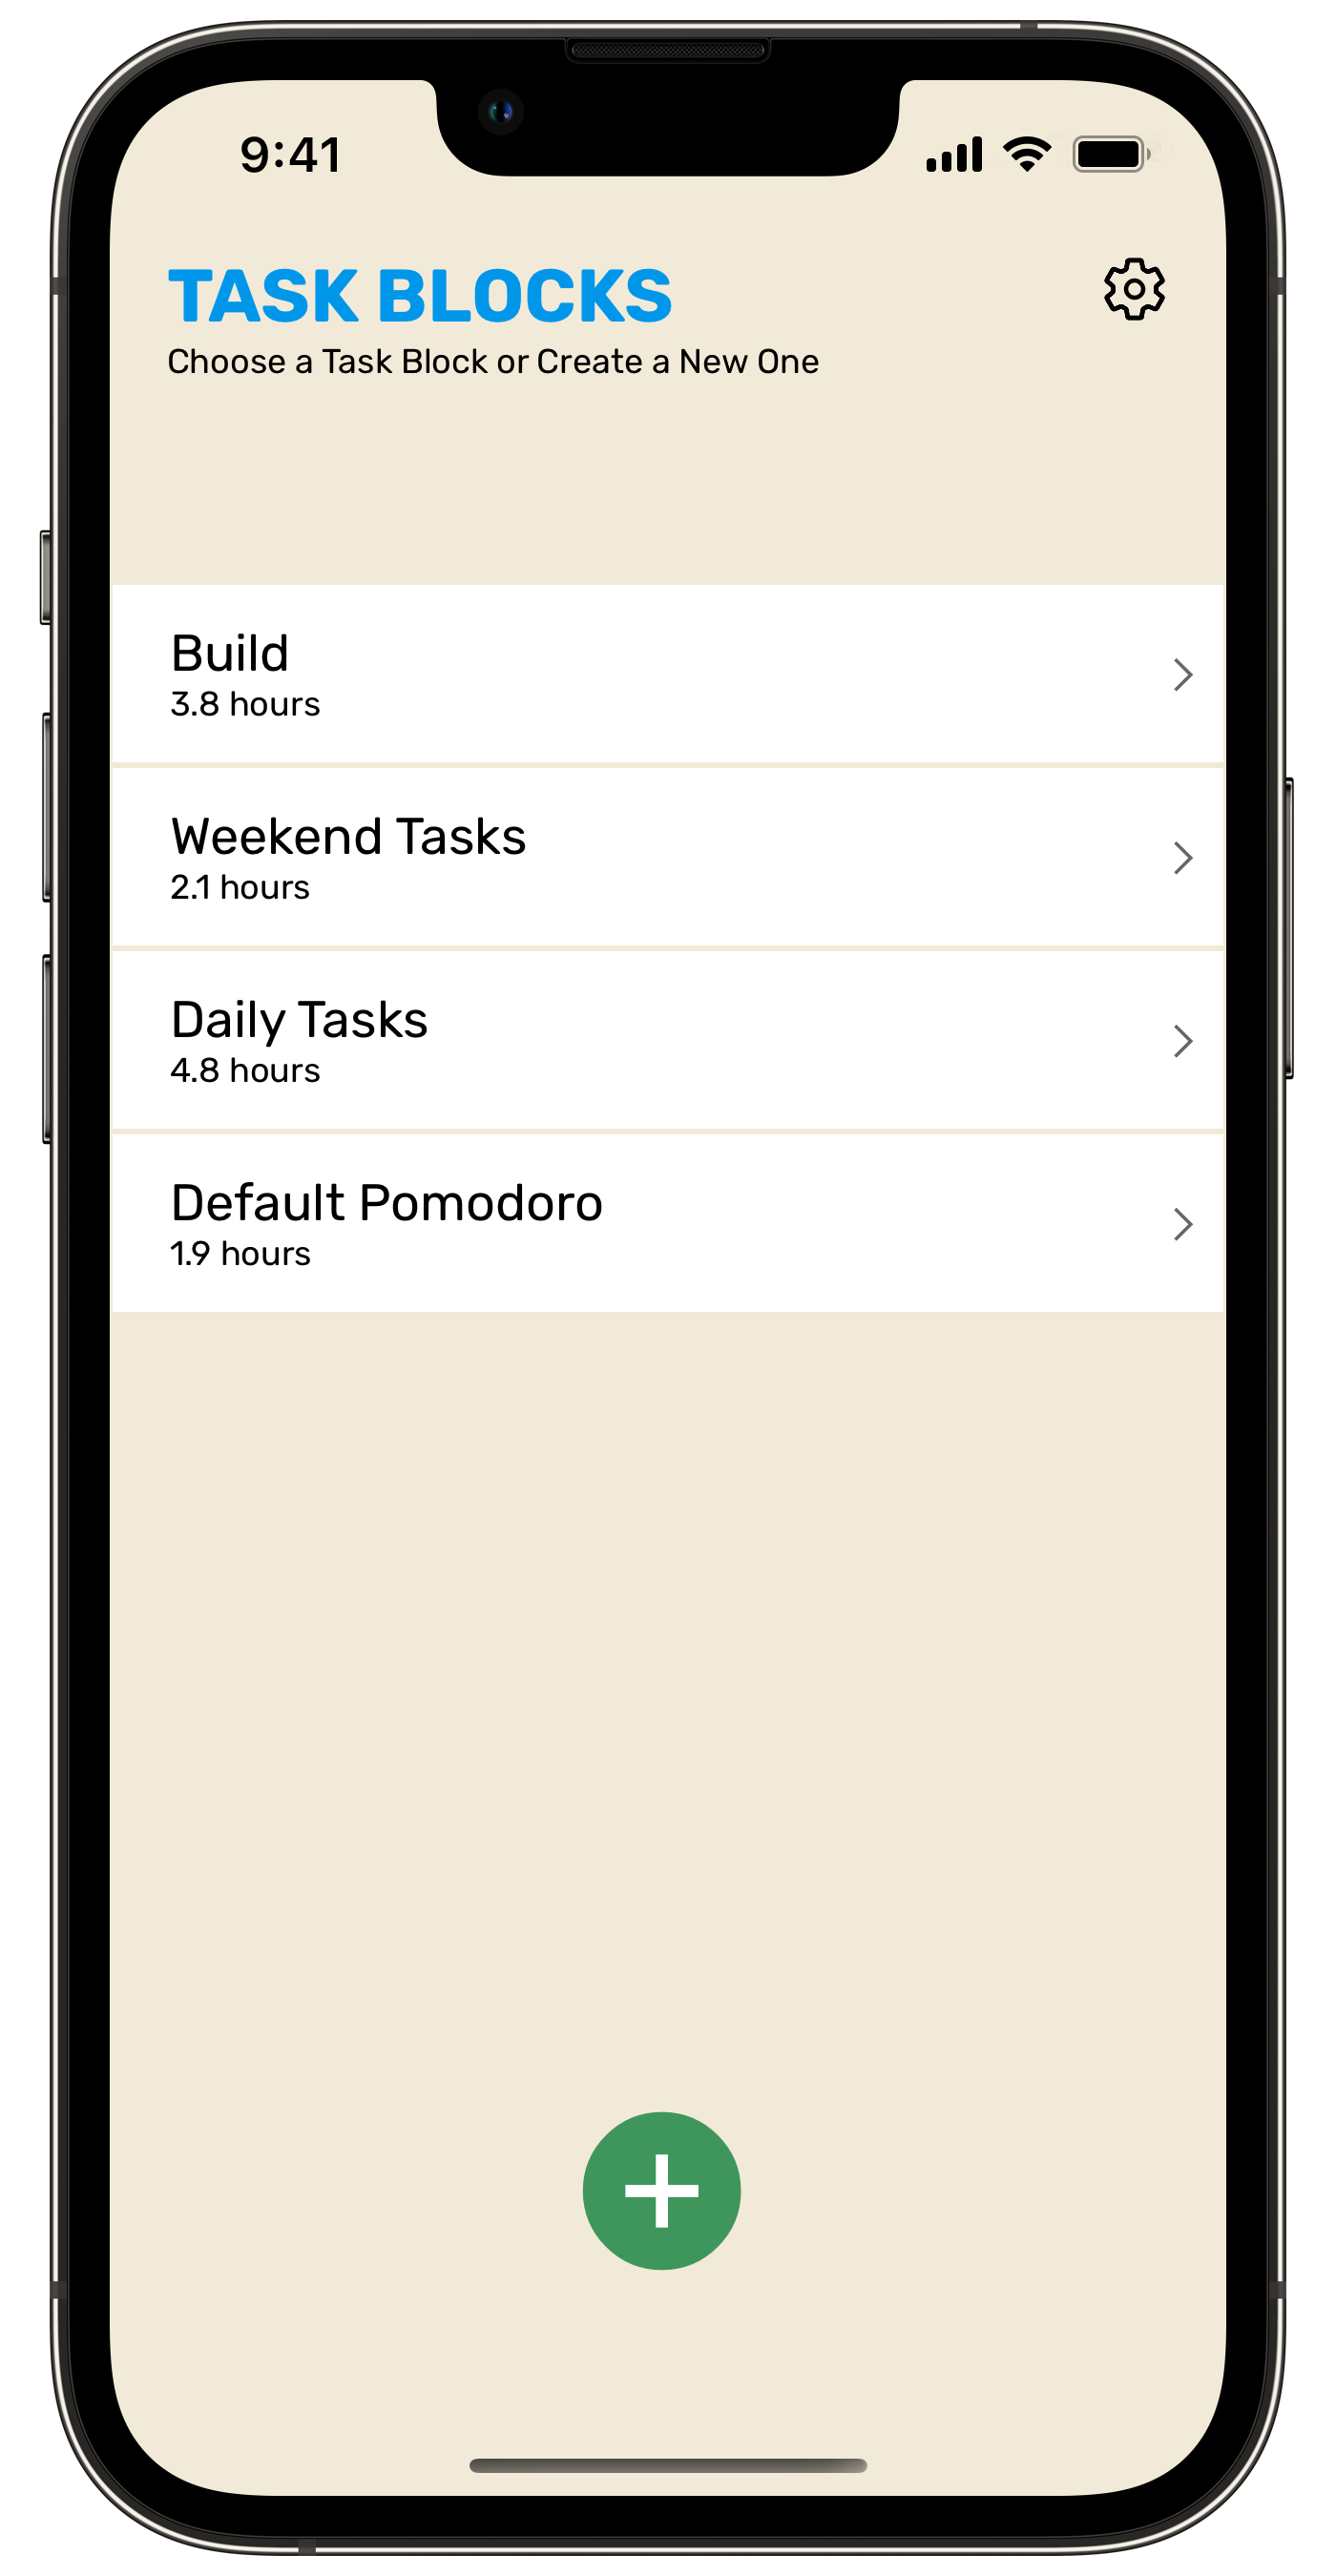 9:41
TASK BLOCKS
Choose a Task Block or Create a New One
Build
3.8 hours
Weekend Tasks
2.1 hours
Daily Tasks
4.8 hours
Default Pomodoro
1.9 hours